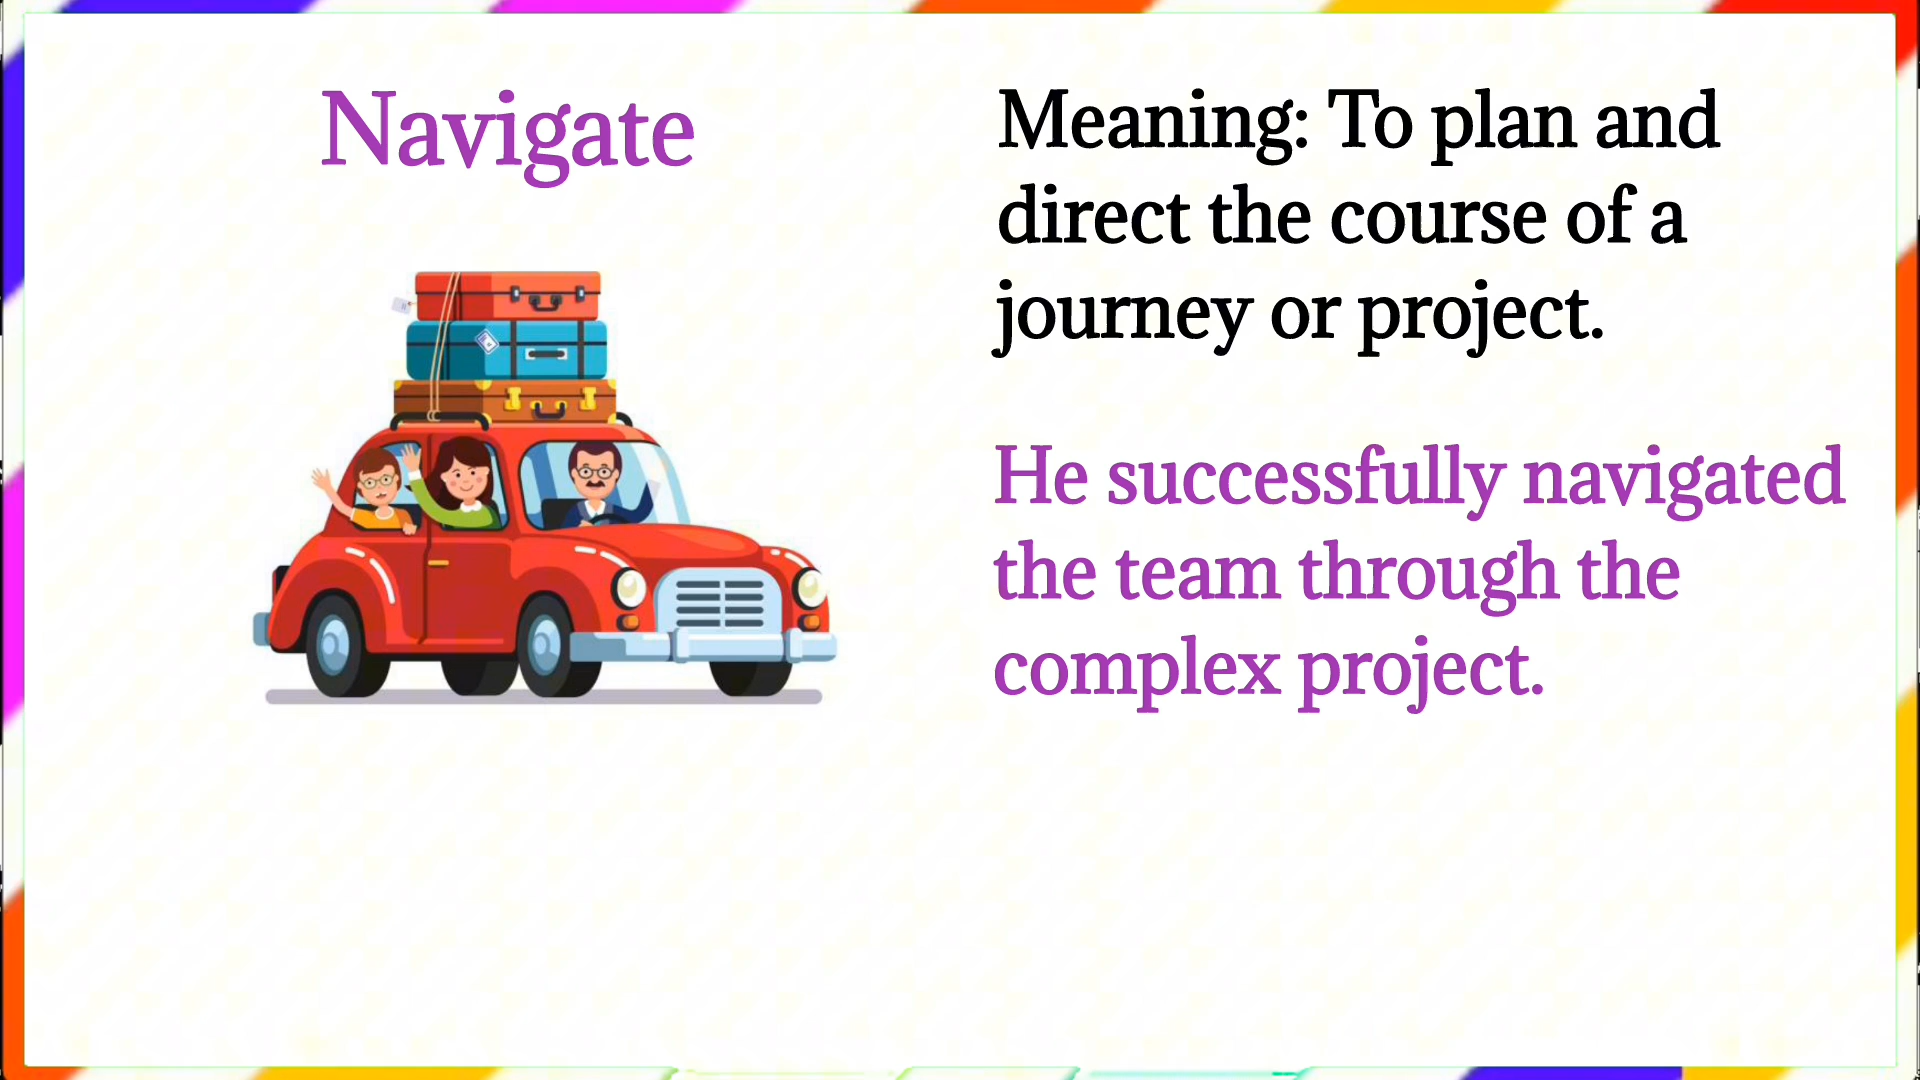 Navigate
Meaning: To plan and
direct the course of a
journey or project.
He successfully navigated
the team through the
complex project.